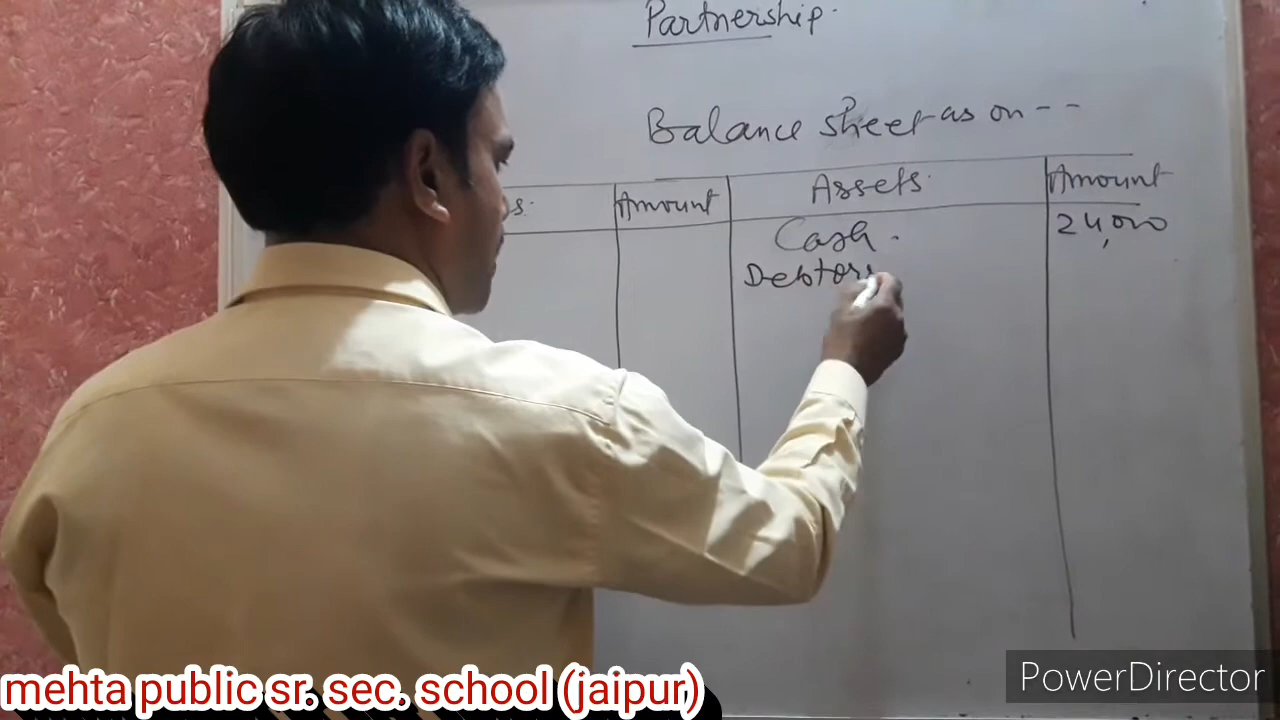 Partnership.
Balance Sheet as on - -
s. Amount Assets. Amount
Cash. 24,000
Debtors
mehta public sr. sec. school (jaipur)
PowerDirector